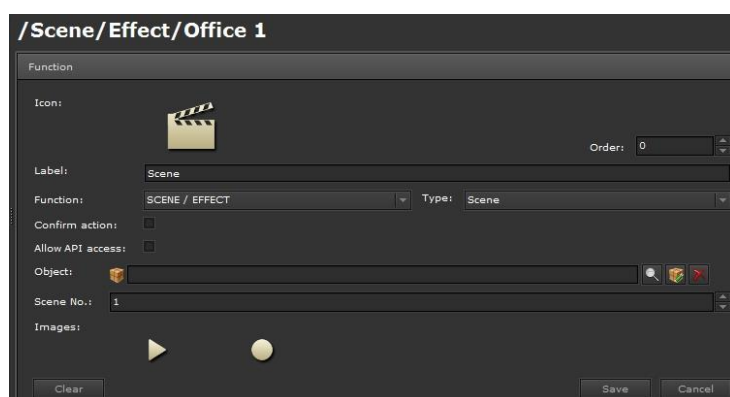 /Scene/Effect/Office 1
Function
Icon:
Order: 0
Label: Scene
Function: SCENE / EFFECT Type: Scene
Confirm action:
Allow API access:
Object:
Scene No.: 1
Images:
Clear Save Cancel